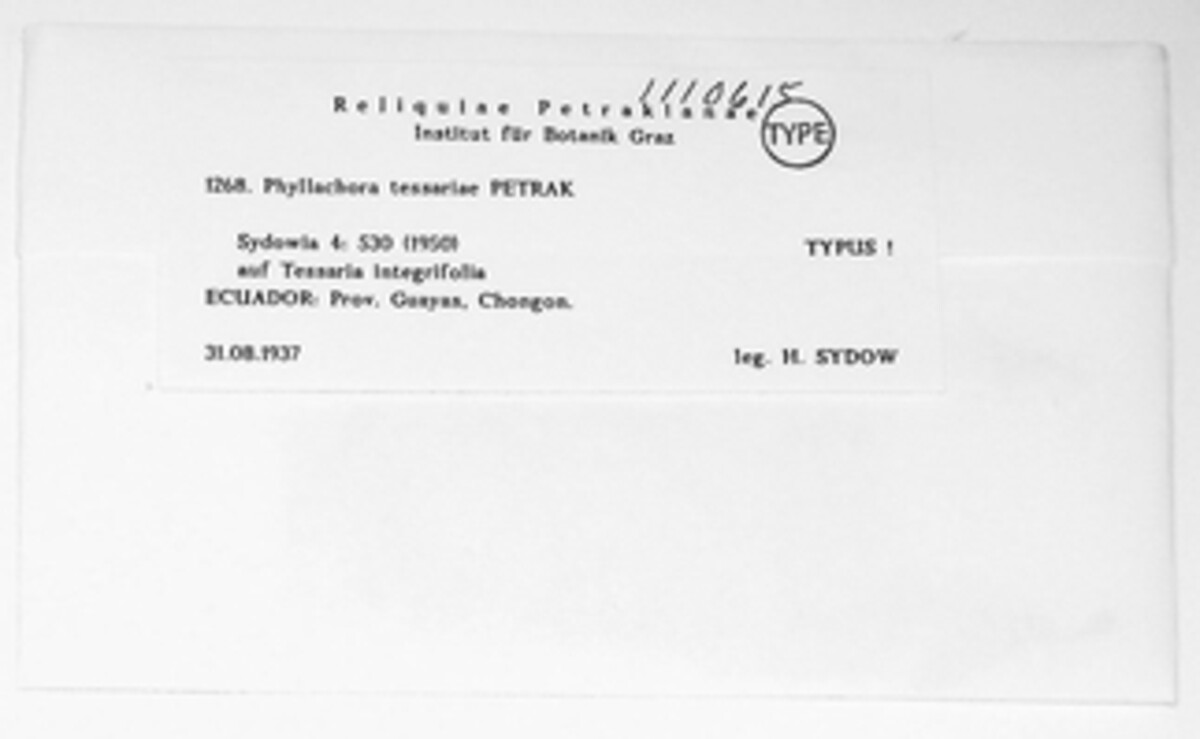 1110615
Reliquiae Petrakianae
TYPE
Institut für Botanik Graz
1268. Phyllachora tessariae PETRAK
Sydowia 4: 530 (1950) TYPUS !
auf Tessaria integrifolia
ECUADOR: Prov. Guayas, Chongon.
31.08.1937 leg. H. SYDOW